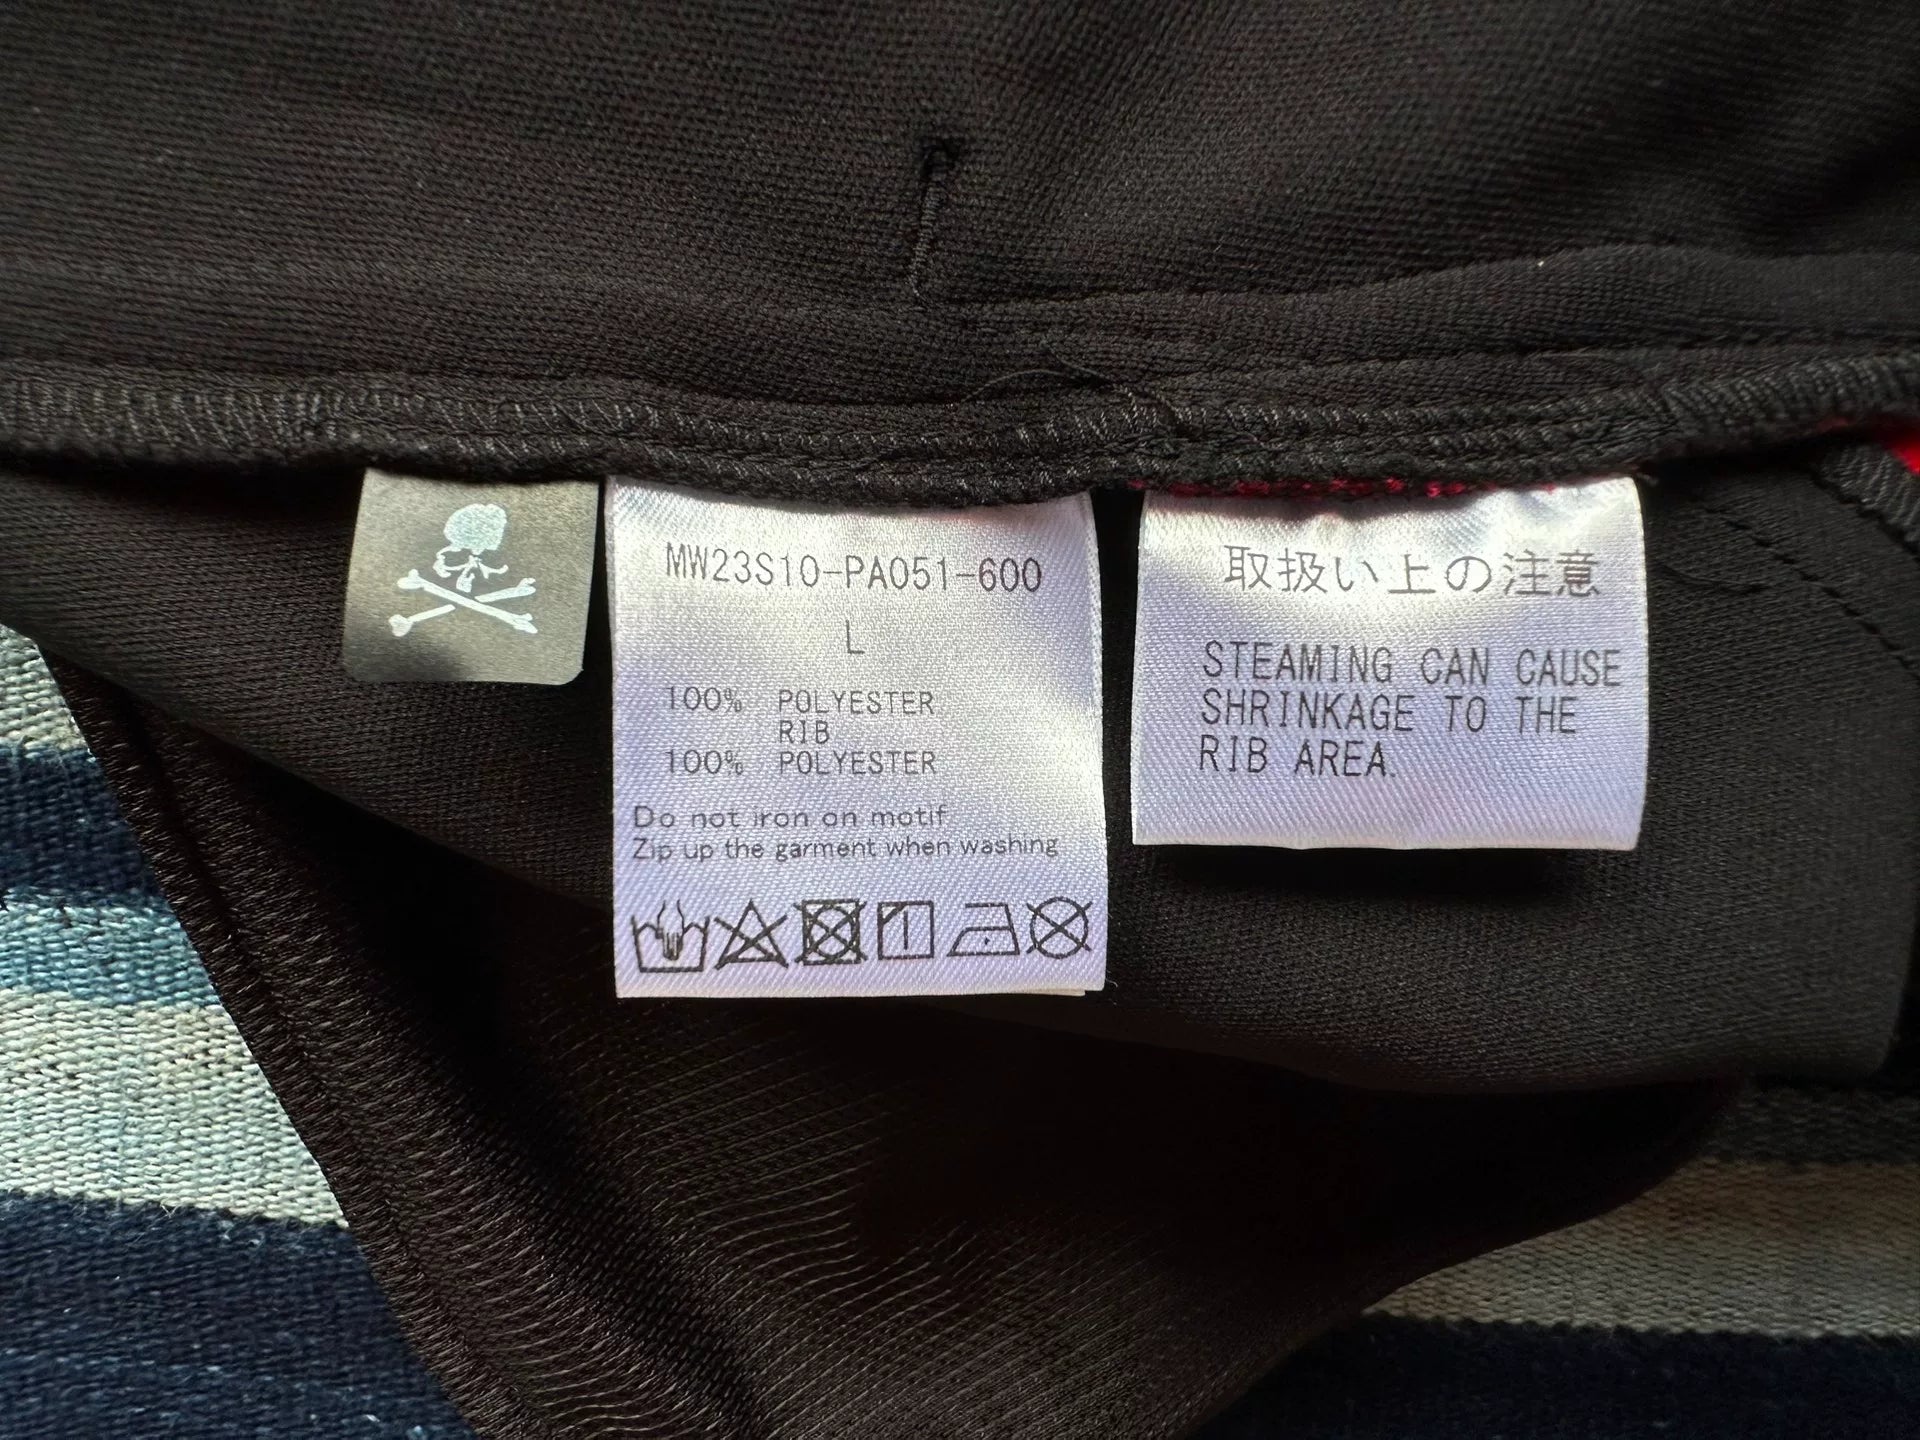 MW23S10-PA051-600
L
100% POLYESTER
RIB
100% POLYESTER
Do not iron on motif
Zip up the garment when washing
取扱い上の注意
STEAMING CAN CAUSE
SHRINKAGE TO THE
RIB AREA.